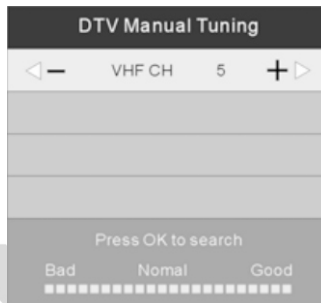 DTV Manual Tuning
− VHF CH 5 +
Press OK to search
Bad Nomal Good